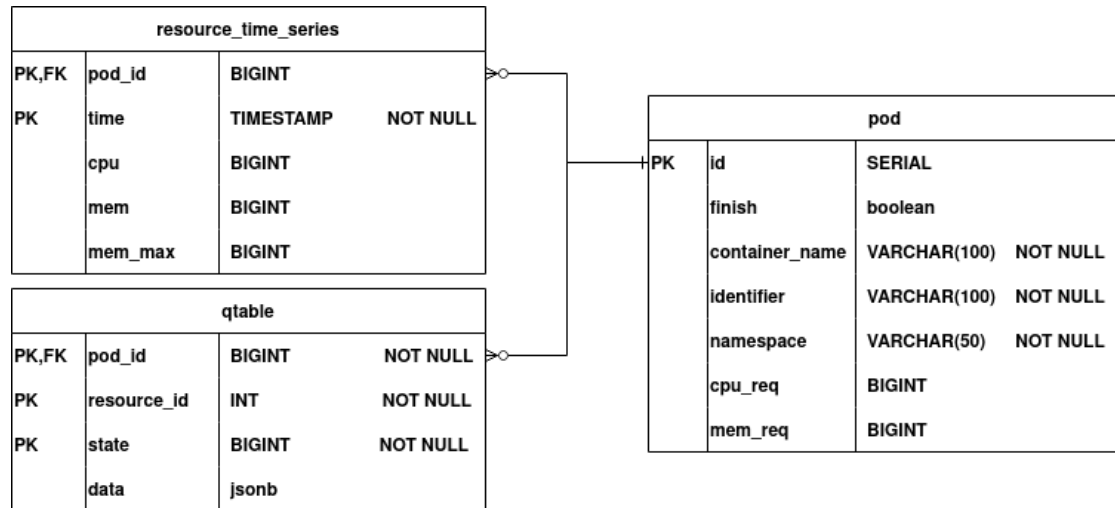 resource_time_series
PK,FK pod_id BIGINT
PK time TIMESTAMP NOT NULL
cpu BIGINT
mem BIGINT
mem_max BIGINT
qtable
PK,FK pod_id BIGINT NOT NULL
PK resource_id INT NOT NULL
PK state BIGINT NOT NULL
data jsonb
pod
PK id SERIAL
finish boolean
container_name VARCHAR(100) NOT NULL
identifier VARCHAR(100) NOT NULL
namespace VARCHAR(50) NOT NULL
cpu_req BIGINT
mem_req BIGINT